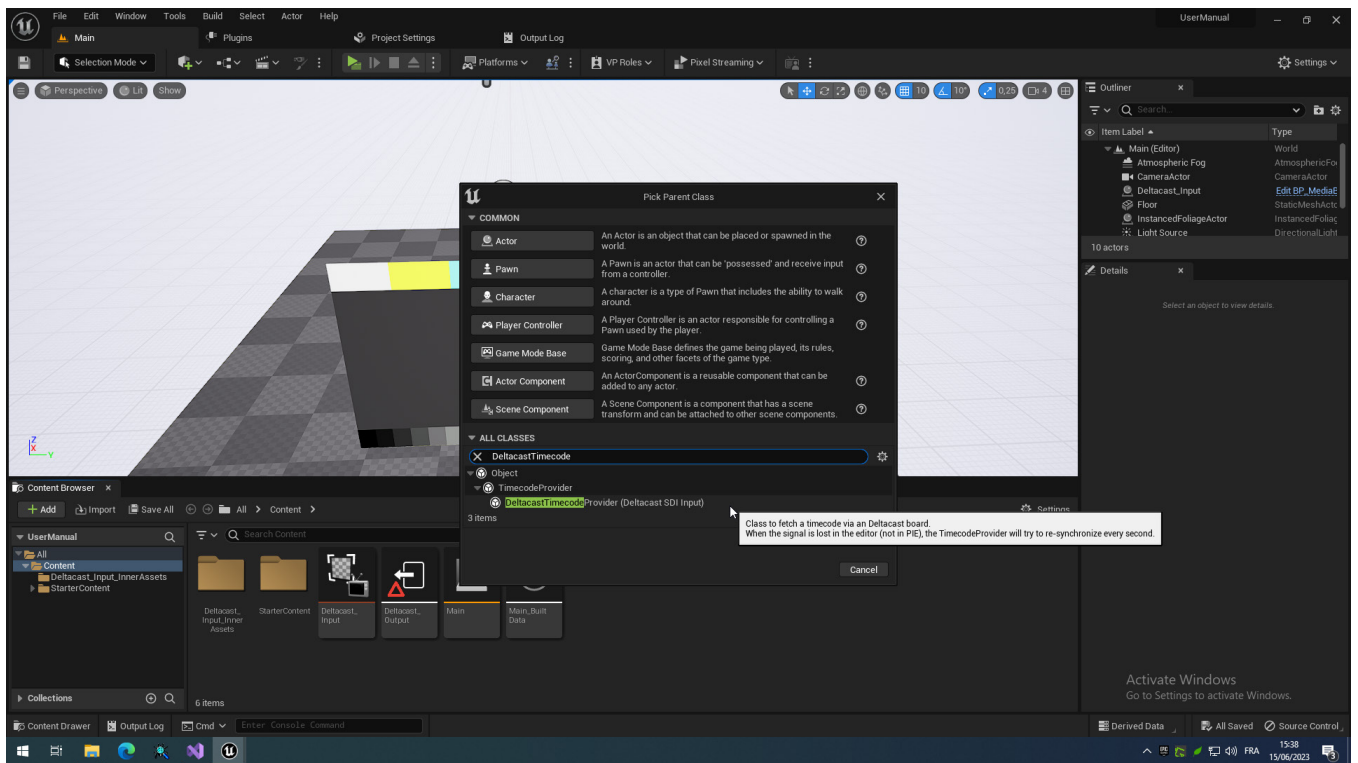 File Edit Window Tools Build Select Actor Help
UserManual
Main
Plugins
Project Settings
Output Log
Selection Mode
Platforms
VP Roles
Pixel Streaming
Settings
Perspective
Lit
Show
10
10°
0,25
4
Outliner
Search...
Item Label
Type
Main (Editor)
World
Atmospheric Fog
AtmosphericFo
CameraActor
CameraActor
Deltacast_Input
Edit BP_MediaE
Floor
StaticMeshActo
InstancedFoliageActor
InstancedFoliag
Light Source
DirectionalLight
10 actors
Details
Select an object to view details.
Pick Parent Class
COMMON
Actor
An Actor is an object that can be placed or spawned in the
world.
Pawn
A Pawn is an actor that can be 'possessed' and receive input
from a controller.
Character
A character is a type of Pawn that includes the ability to walk
around.
Player Controller
A Player Controller is an actor responsible for controlling a
Pawn used by the player.
Game Mode Base
Game Mode Base defines the game being played, its rules,
scoring, and other facets of the game type.
Actor Component
An ActorComponent is a reusable component that can be
added to any actor.
Scene Component
A Scene Component is a component that has a scene
transform and can be attached to other scene components.
ALL CLASSES
DeltacastTimecode
Object
TimecodeProvider
DeltacastTimecodeProvider (Deltacast SDI Input)
3 items
Class to fetch a timecode via an Deltacast board.
When the signal is lost in the editor (not in PIE), the TimecodeProvider will try to re-synchronize every second.
Cancel
Z
X
Y
Content Browser
Add
Import
Save All
All
Content
Settings
UserManual
Search Content
All
Content
Deltacast_Input_InnerAssets
StarterContent
Deltacast_
Input_Inner
Assets
StarterContent
Deltacast_
Input
Deltacast_
Output
Main
Main_Built
Data
Collections
6 items
Activate Windows
Go to Settings to activate Windows.
Content Drawer
Output Log
Cmd
Enter Console Command
Derived Data
All Saved
Source Control
FRA
15:38
15/06/2023
3